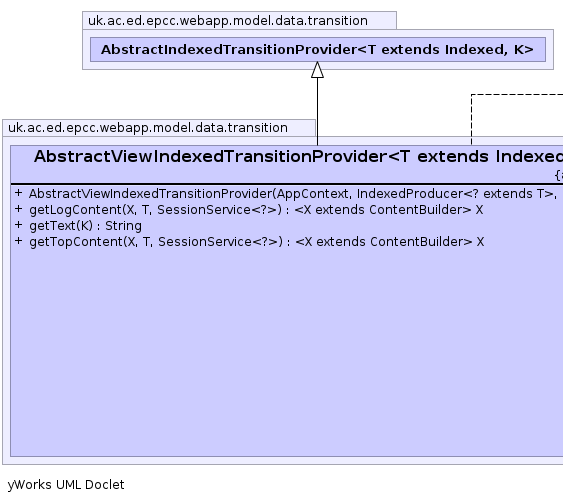 uk.ac.ed.epcc.webapp.model.data.transition
AbstractIndexedTransitionProvider<T extends Indexed, K>
uk.ac.ed.epcc.webapp.model.data.transition
AbstractViewIndexedTransitionProvider<T extends Indexed
{a
+ AbstractViewIndexedTransitionProvider(AppContext, IndexedProducer<? extends T>,
+ getLogContent(X, T, SessionService<?>) : <X extends ContentBuilder> X
+ getText(K) : String
+ getTopContent(X, T, SessionService<?>) : <X extends ContentBuilder> X
yWorks UML Doclet